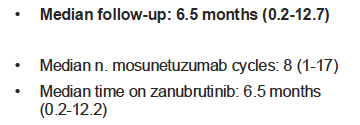 • Median follow-up: 6.5 months (0.2-12.7)
• Median n. mosunetuzumab cycles: 8 (1-17)
• Median time on zanubrutinib: 6.5 months
(0.2-12.2)